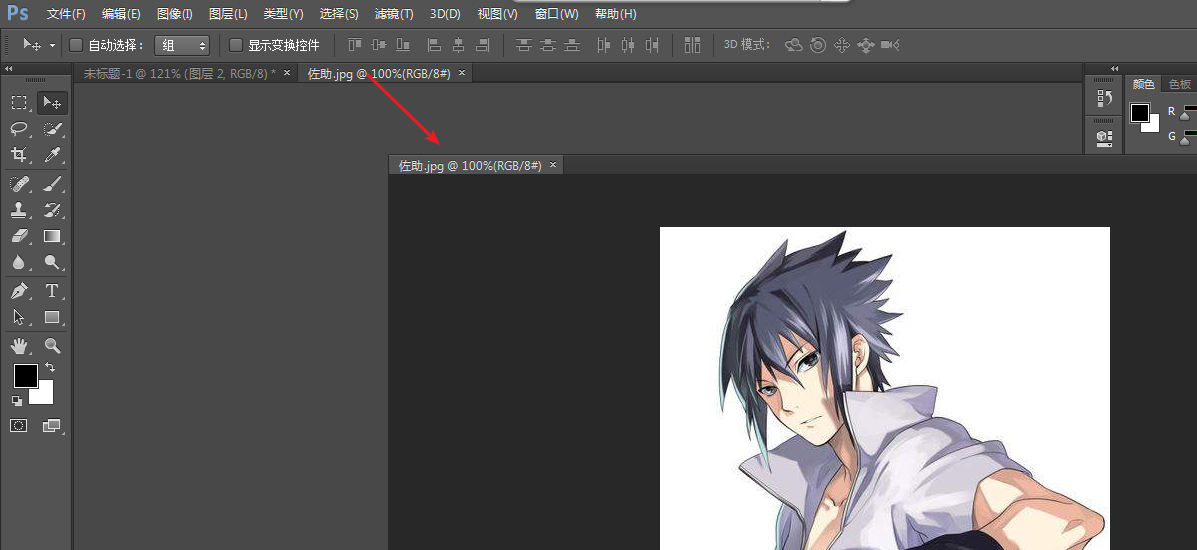 Ps 文件(F) 编辑(E) 图像(I) 图层(L) 类型(Y) 选择(S) 滤镜(T) 3D(D) 视图(V) 窗口(W) 帮助(H)
自动选择: 组 显示变换控件 3D 模式:
未标题-1 @ 121% (图层 2, RGB/8) * × 佐助.jpg @ 100%(RGB/8#) ×
颜色 色板
R
G
佐助.jpg @ 100%(RGB/8#) ×